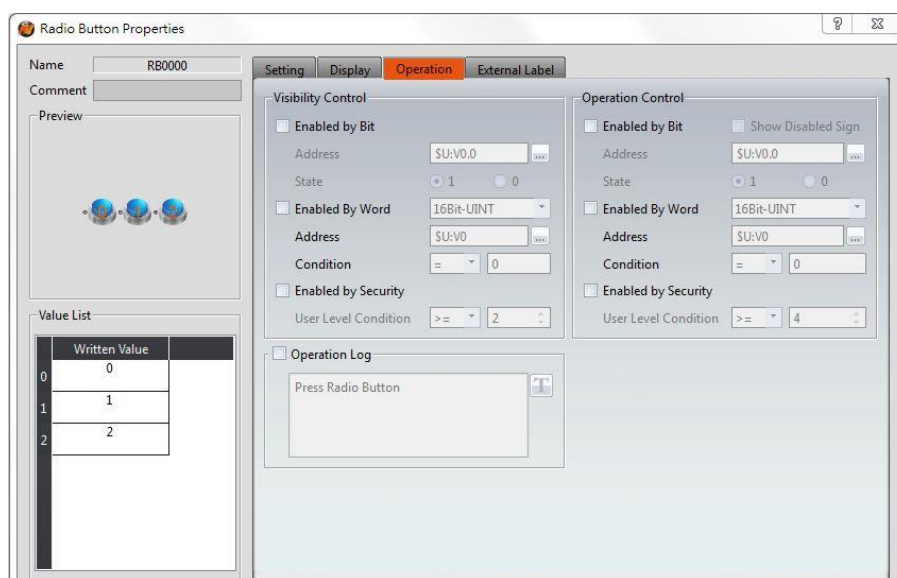 Radio Button Properties
Name RB0000
Comment
Preview
Value List
Written Value
0 0
1 1
2 2
Setting Display Operation External Label
Visibility Control
Enabled by Bit
Address $U:V0.0 ...
State 1 0
Enabled By Word 16Bit-UINT
Address $U:V0 ...
Condition = 0
Enabled by Security
User Level Condition >= 2
Operation Log
Press Radio Button
T
Operation Control
Enabled by Bit Show Disabled Sign
Address $U:V0.0 ...
State 1 0
Enabled By Word 16Bit-UINT
Address $U:V0 ...
Condition = 0
Enabled by Security
User Level Condition >= 4